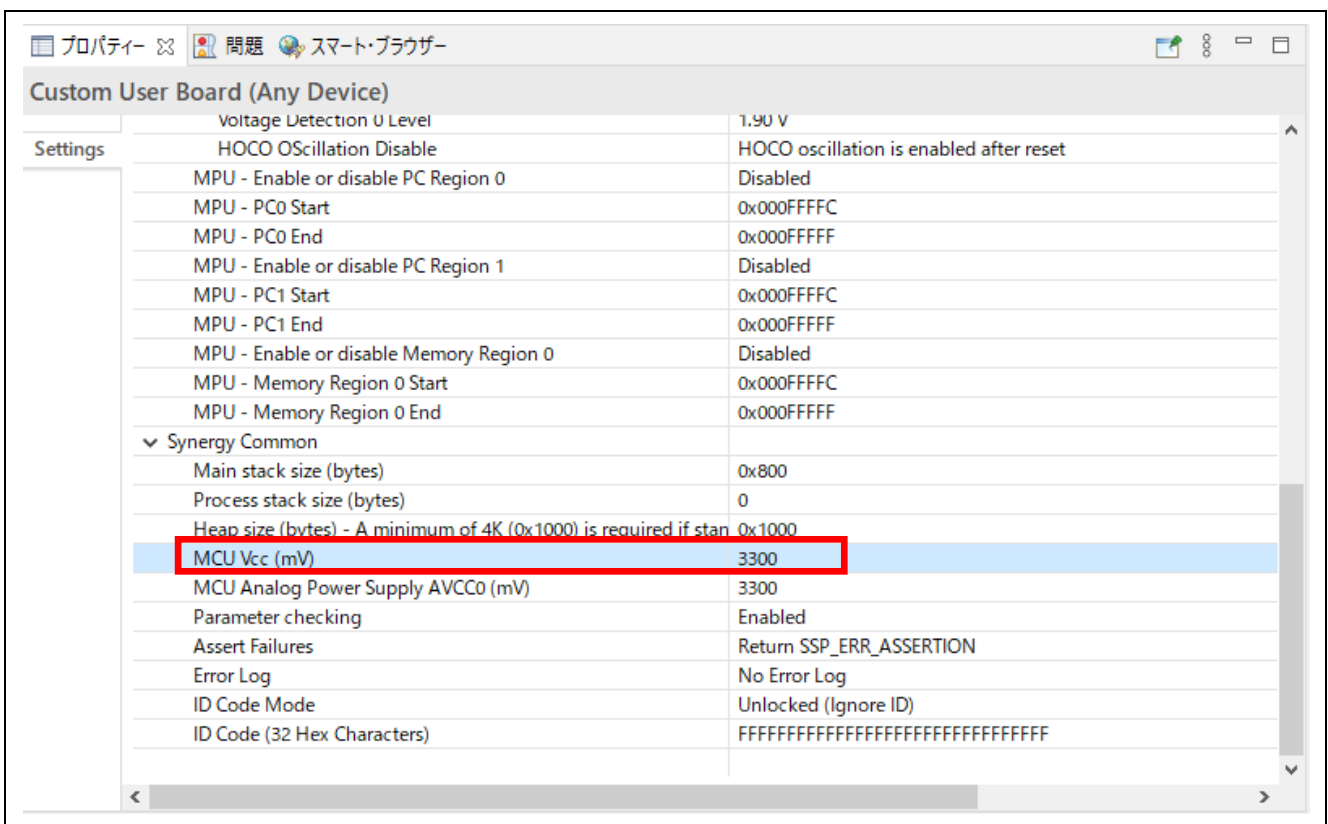 プロパティー 問題 スマート・ブラウザー
Custom User Board (Any Device)
Settings
Voltage Detection 0 Level 1.90 V
HOCO OScillation Disable HOCO oscillation is enabled after reset
MPU - Enable or disable PC Region 0 Disabled
MPU - PC0 Start 0x000FFFFC
MPU - PC0 End 0x000FFFFF
MPU - Enable or disable PC Region 1 Disabled
MPU - PC1 Start 0x000FFFFC
MPU - PC1 End 0x000FFFFF
MPU - Enable or disable Memory Region 0 Disabled
MPU - Memory Region 0 Start 0x000FFFFC
MPU - Memory Region 0 End 0x000FFFFF
Synergy Common
Main stack size (bytes) 0x800
Process stack size (bytes) 0
Heap size (bytes) - A minimum of 4K (0x1000) is required if stan 0x1000
MCU Vcc (mV) 3300
MCU Analog Power Supply AVCC0 (mV) 3300
Parameter checking Enabled
Assert Failures Return SSP_ERR_ASSERTION
Error Log No Error Log
ID Code Mode Unlocked (Ignore ID)
ID Code (32 Hex Characters) FFFFFFFFFFFFFFFFFFFFFFFFFFFFFFFF